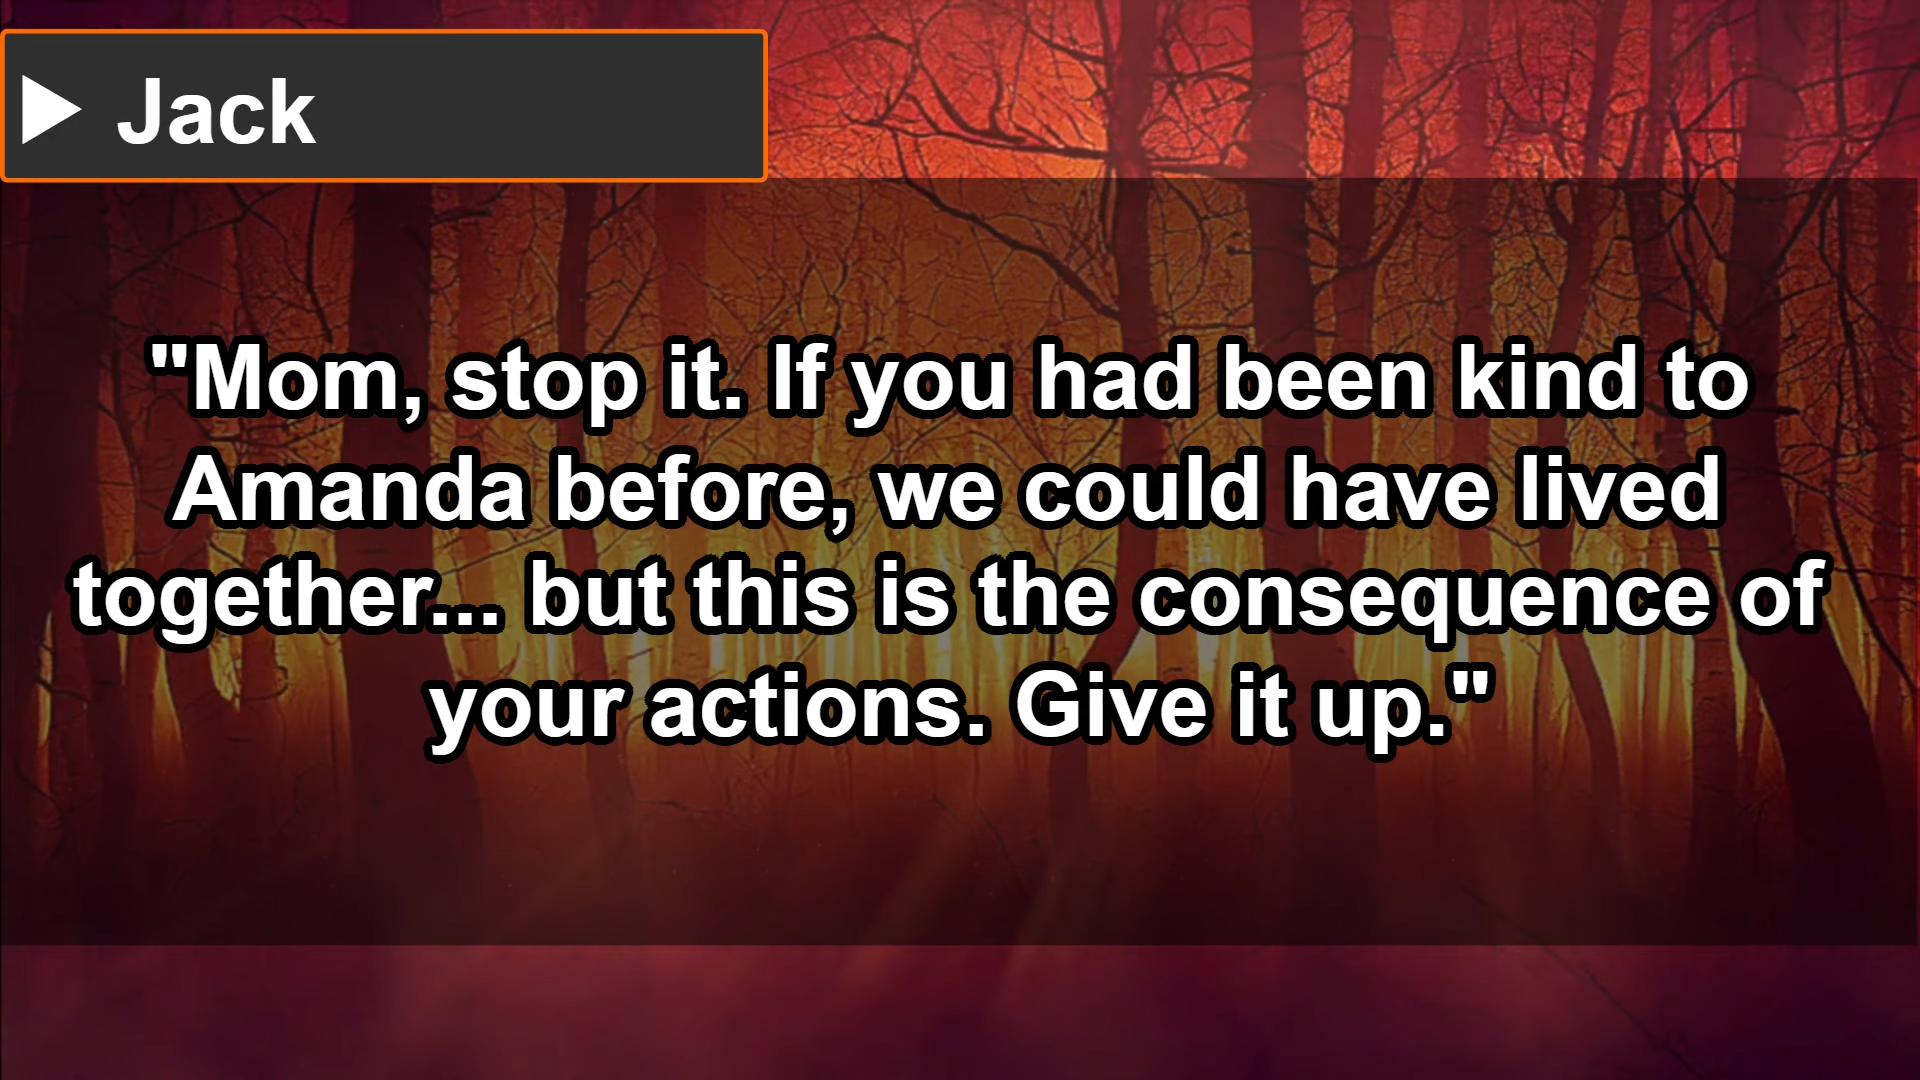 Jack
"Mom, stop it. If you had been kind to
Amanda before, we could have lived
together... but this is the consequence of
your actions. Give it up."